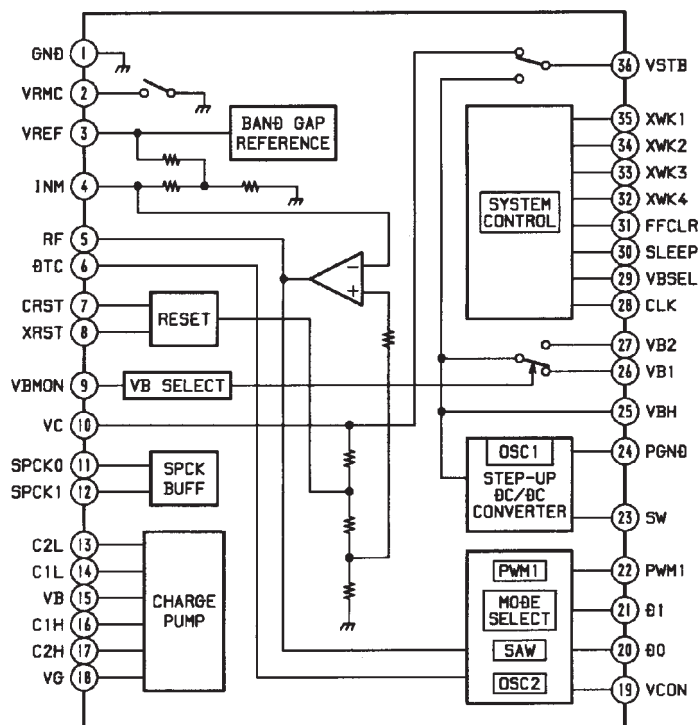 GND 1
VRMC 2
VREF 3
INM 4
RF 5
DTC 6
CRST 7
XRST 8
VBMON 9
VC 10
SPCK0 11
SPCK1 12
C2L 13
C1L 14
VB 15
C1H 16
C2H 17
VG 18
BAND GAP
REFERENCE
RESET
VB SELECT
SPCK
BUFF
CHARGE
PUMP
−
+
SYSTEM
CONTROL
OSC1
STEP-UP
DC/DC
CONVERTER
PWM1
MODE
SELECT
SAW
OSC2
36 VSTB
35 XWK1
34 XWK2
33 XWK3
32 XWK4
31 FFCLR
30 SLEEP
29 VBSEL
28 CLK
27 VB2
26 VB1
25 VBH
24 PGND
23 SW
22 PWM1
21 D1
20 D0
19 VCON